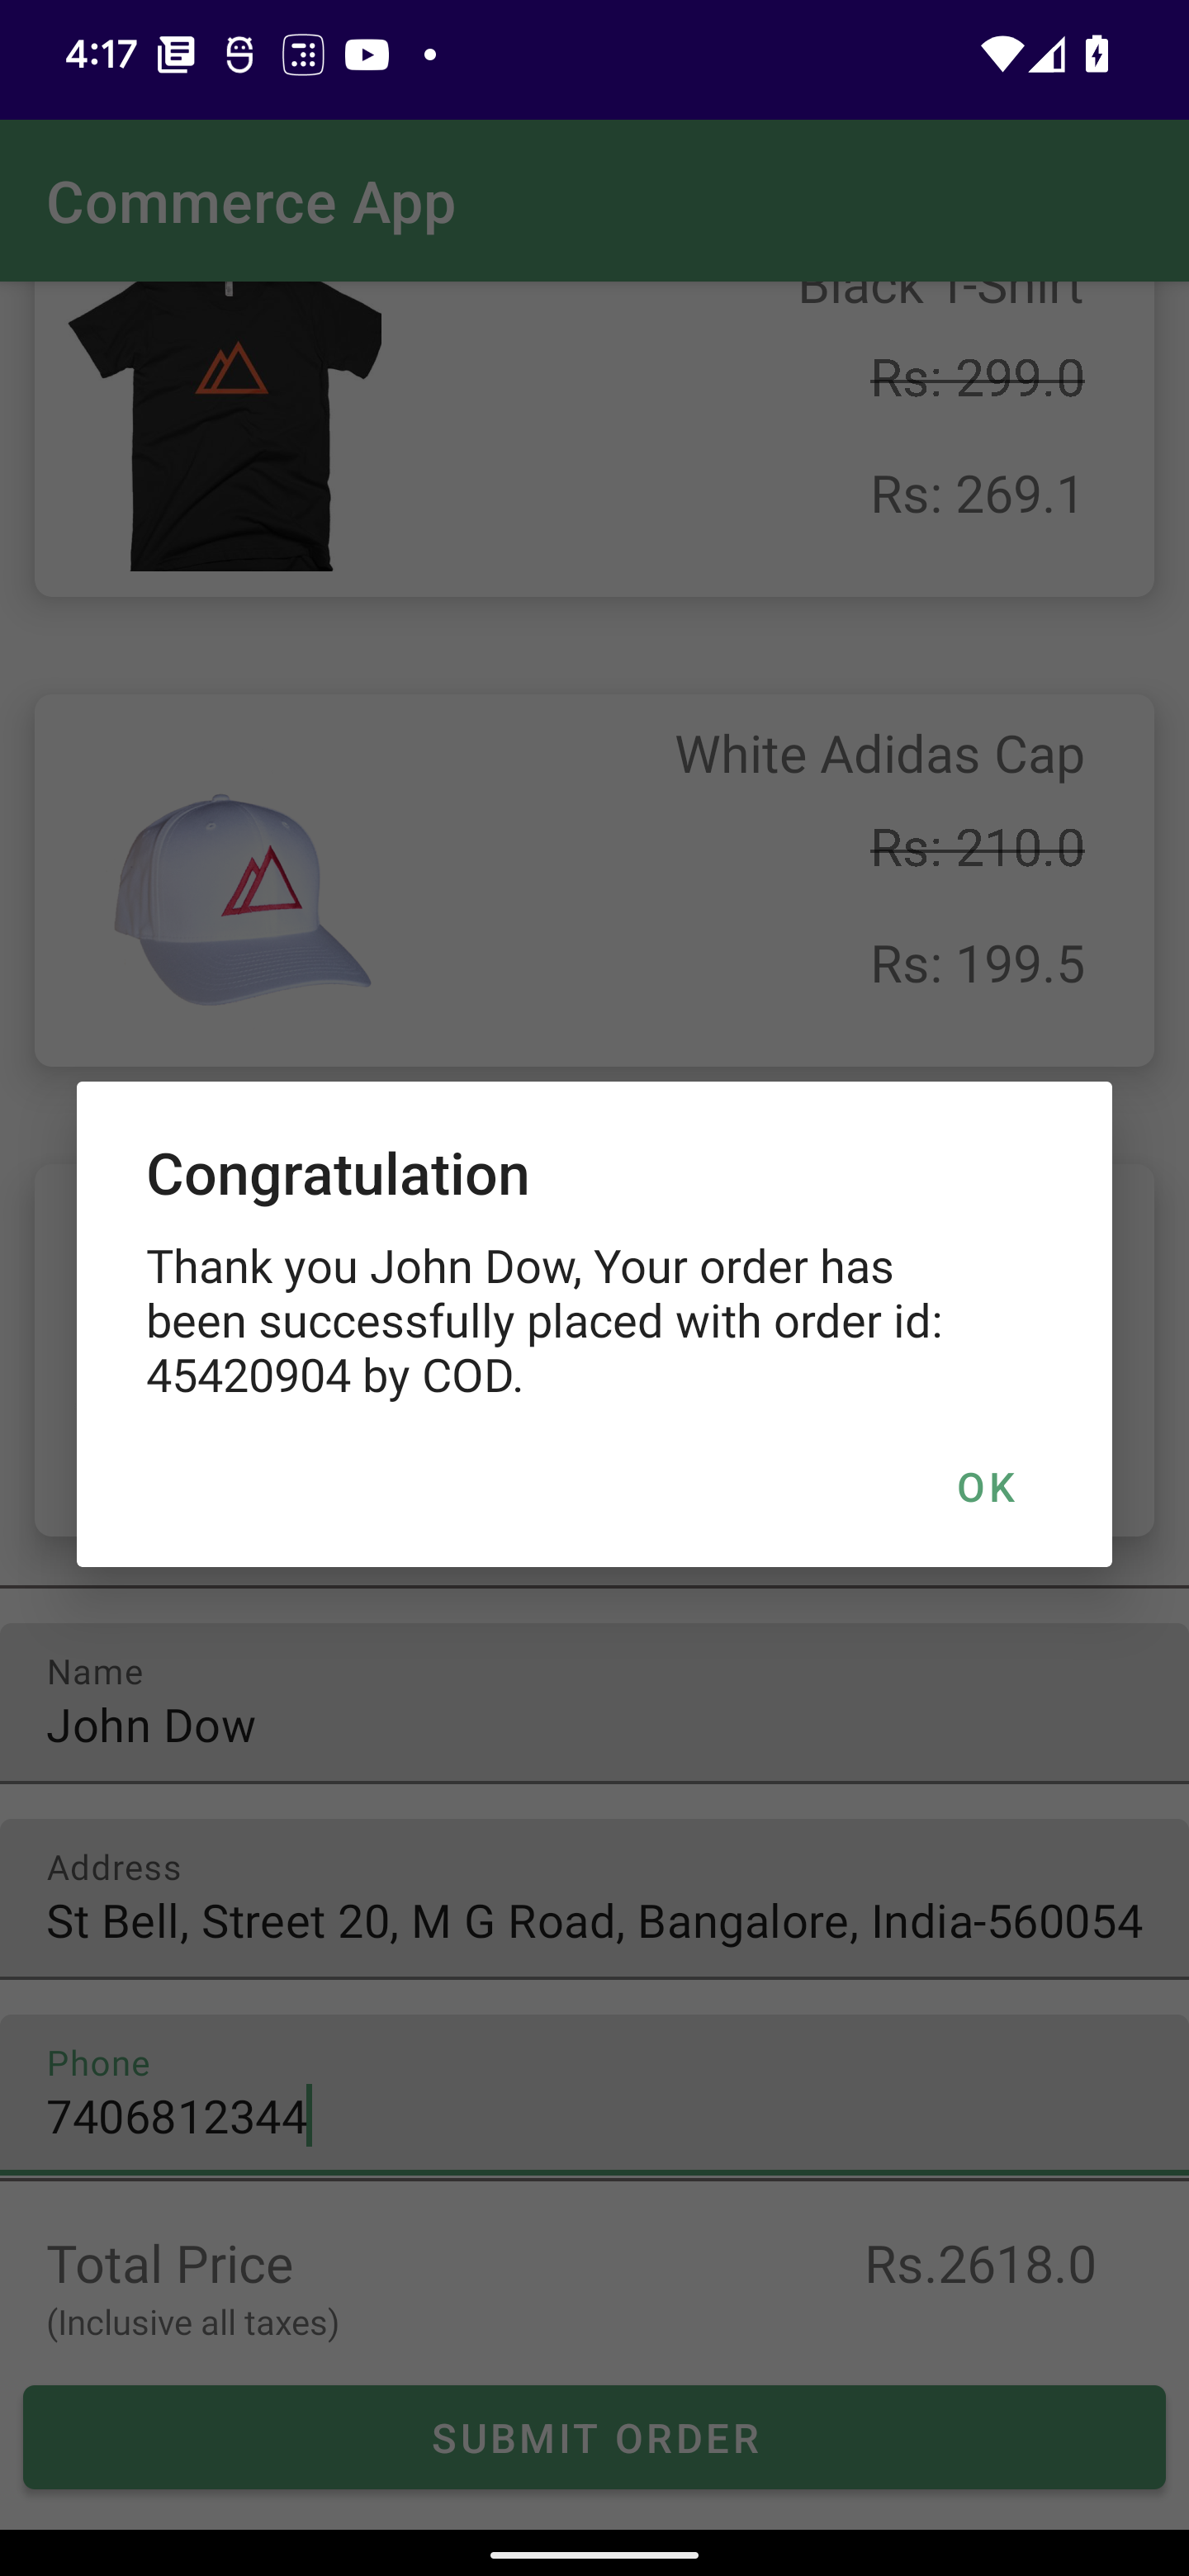 4:17
Commerce App
Black T-Shirt
Rs: 299.0
Rs: 269.1
White Adidas Cap
Rs: 210.0
Rs: 199.5
Congratulation
Thank you John Dow, Your order has
been successfully placed with order id:
45420904 by COD.
OK
Name
John Dow
Address
St Bell, Street 20, M G Road, Bangalore, India-560054
Phone
7406812344
Total Price
Rs.2618.0
(Inclusive all taxes)
SUBMIT ORDER